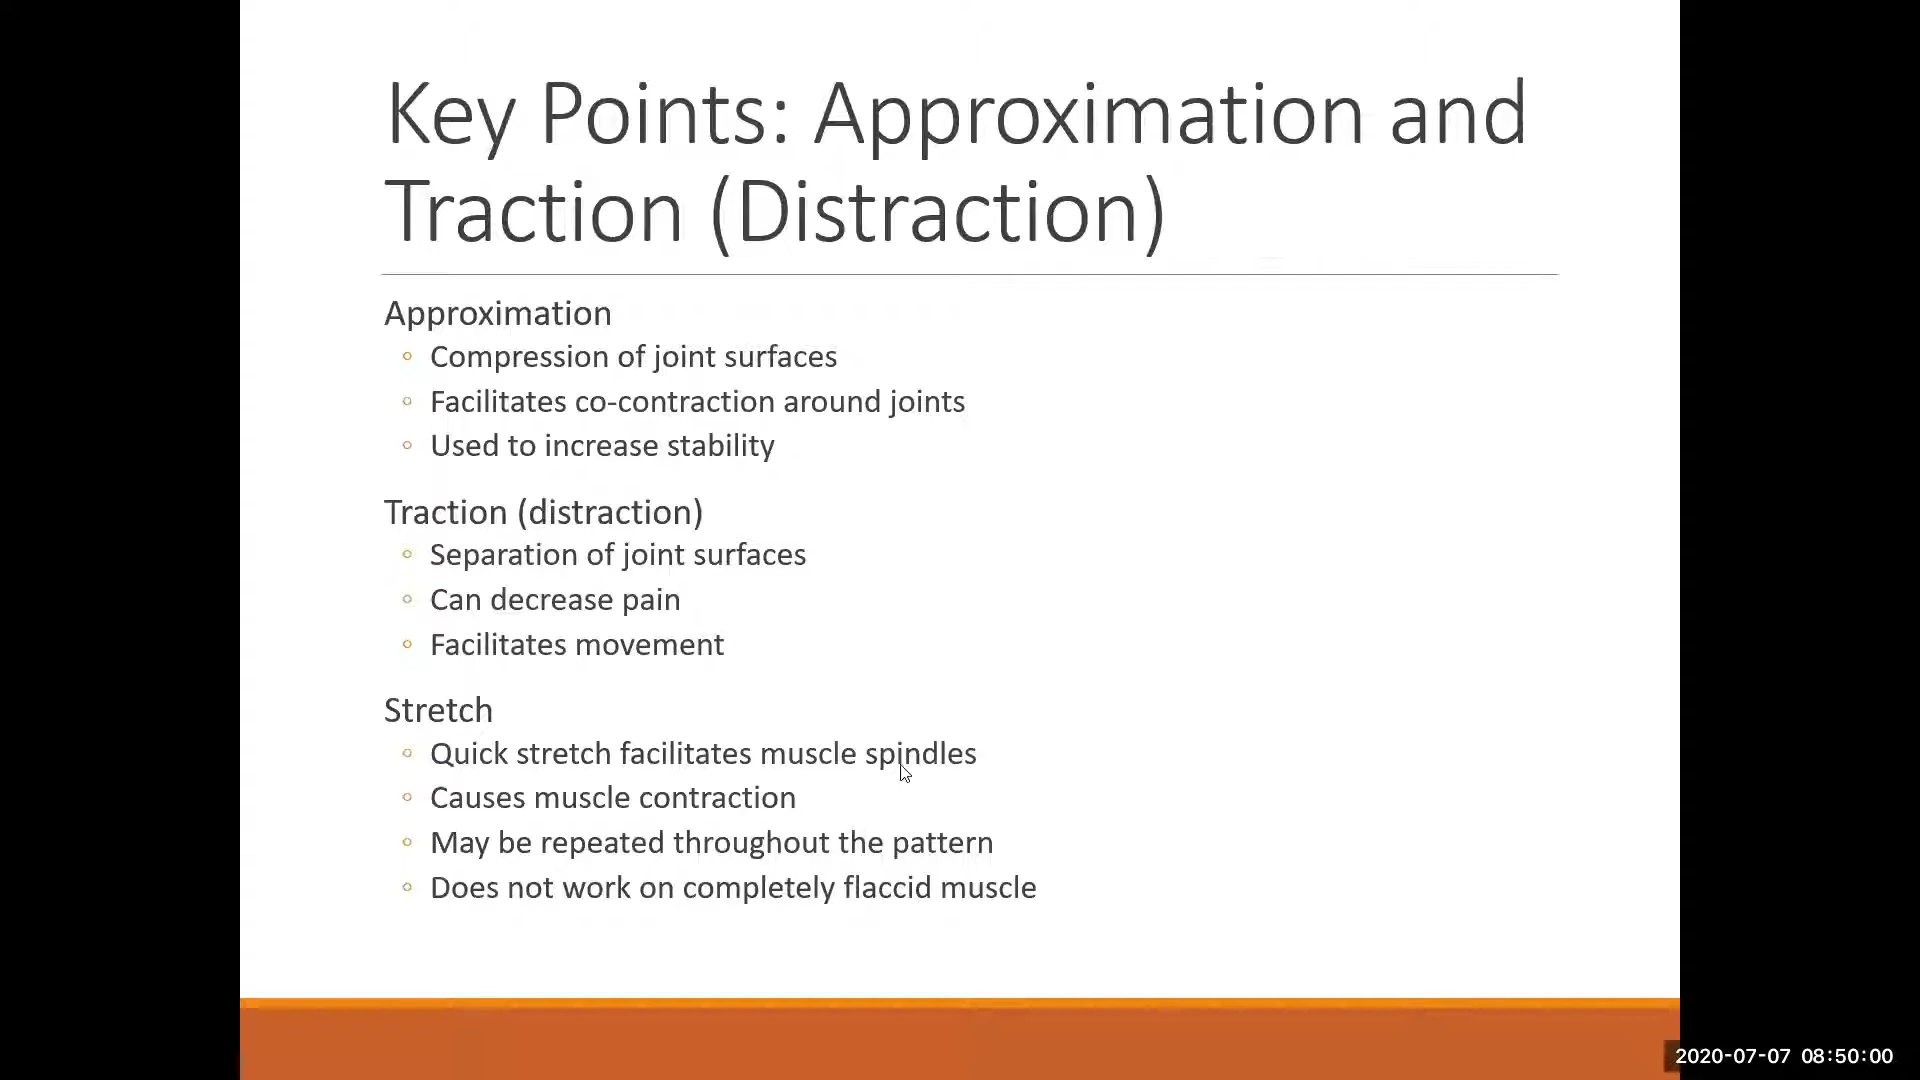 Key Points: Approximation and
Traction (Distraction)
Approximation
◦ Compression of joint surfaces
◦ Facilitates co-contraction around joints
◦ Used to increase stability
Traction (distraction)
◦ Separation of joint surfaces
◦ Can decrease pain
◦ Facilitates movement
Stretch
◦ Quick stretch facilitates muscle spindles
◦ Causes muscle contraction
◦ May be repeated throughout the pattern
◦ Does not work on completely flaccid muscle
2020-07-07 08:50:00